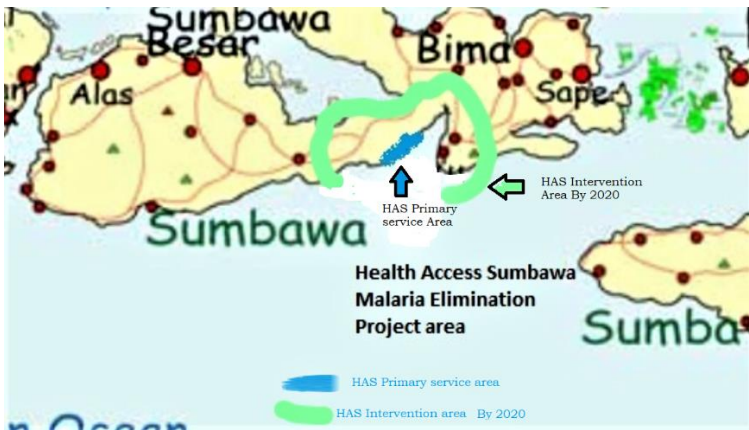 Sumbawa
Besar
Bima
Alas
Sape
HAS Intervention
Area By 2020
HAS Primary
service Area
Sumbawa
Health Access Sumbawa
Malaria Elimination
Project area
Sumba
HAS Primary service area
HAS Intervention area By 2020